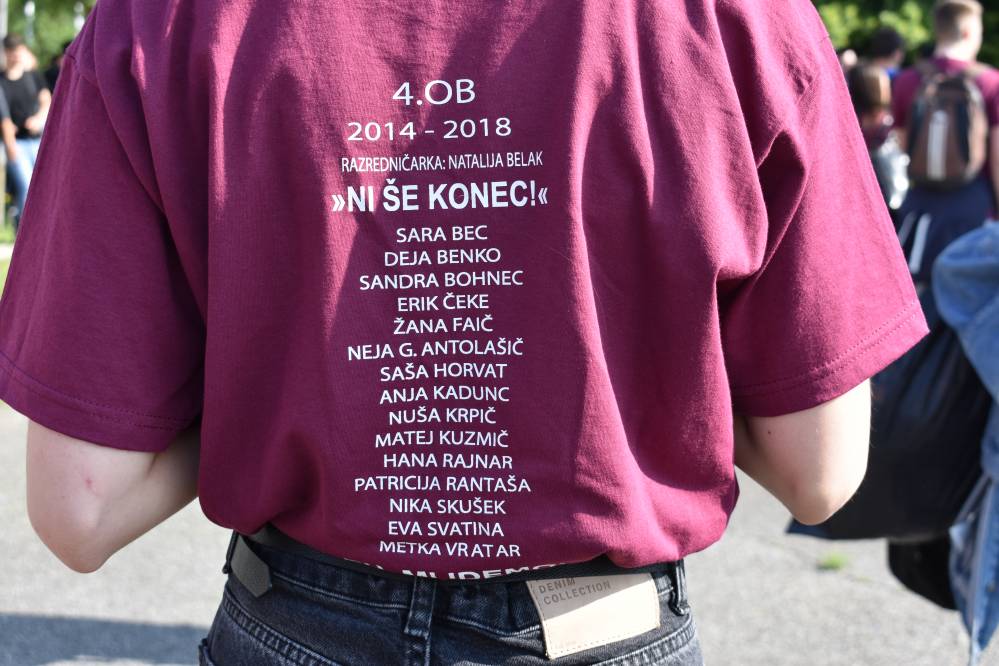 4.OB
2014 - 2018
RAZREDNIČARKA: NATALIJA BELAK
»NI ŠE KONEC!«
SARA BEC
DEJA BENKO
SANDRA BOHNEC
ERIK ČEKE
ŽANA FAIČ
NEJA G. ANTOLAŠIČ
SAŠA HORVAT
ANJA KADUNC
NUŠA KRPIČ
MATEJ KUZMIČ
HANA RAJNAR
PATRICIJA RANTAŠA
NIKA SKUŠEK
EVA SVATINA
METKA VRATAR
DENIM
COLLECTION